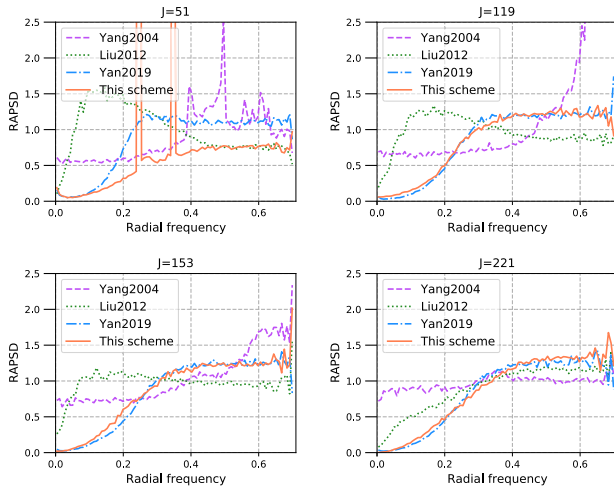 J=51
2.5
2.0
1.5
1.0
0.5
0.0
RAPSD
Yang2004
Liu2012
Yan2019
This scheme
0.0 0.2 0.4 0.6
Radial frequency
J=119
2.5
2.0
1.5
1.0
0.5
0.0
RAPSD
Yang2004
Liu2012
Yan2019
This scheme
0.0 0.2 0.4 0.6
Radial frequency
J=153
2.5
2.0
1.5
1.0
0.5
0.0
RAPSD
Yang2004
Liu2012
Yan2019
This scheme
0.0 0.2 0.4 0.6
Radial frequency
J=221
2.5
2.0
1.5
1.0
0.5
0.0
RAPSD
Yang2004
Liu2012
Yan2019
This scheme
0.0 0.2 0.4 0.6
Radial frequency